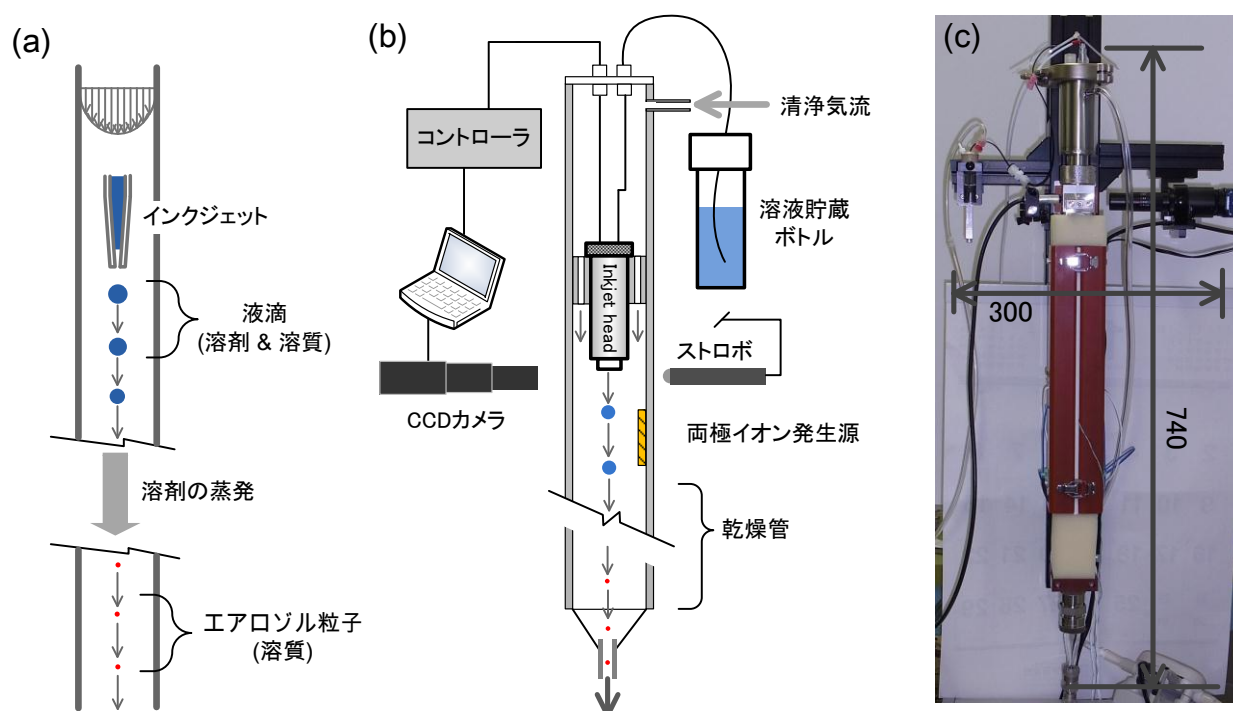 (a)
インクジェット
液滴
(溶剤 & 溶質)
溶剤の蒸発
エアロゾル粒子
(溶質)
(b)
コントローラ
清浄気流
溶液貯蔵
ボトル
Inkjet head
ストロボ
CCDカメラ
両極イオン発生源
乾燥管
(c)
300
740